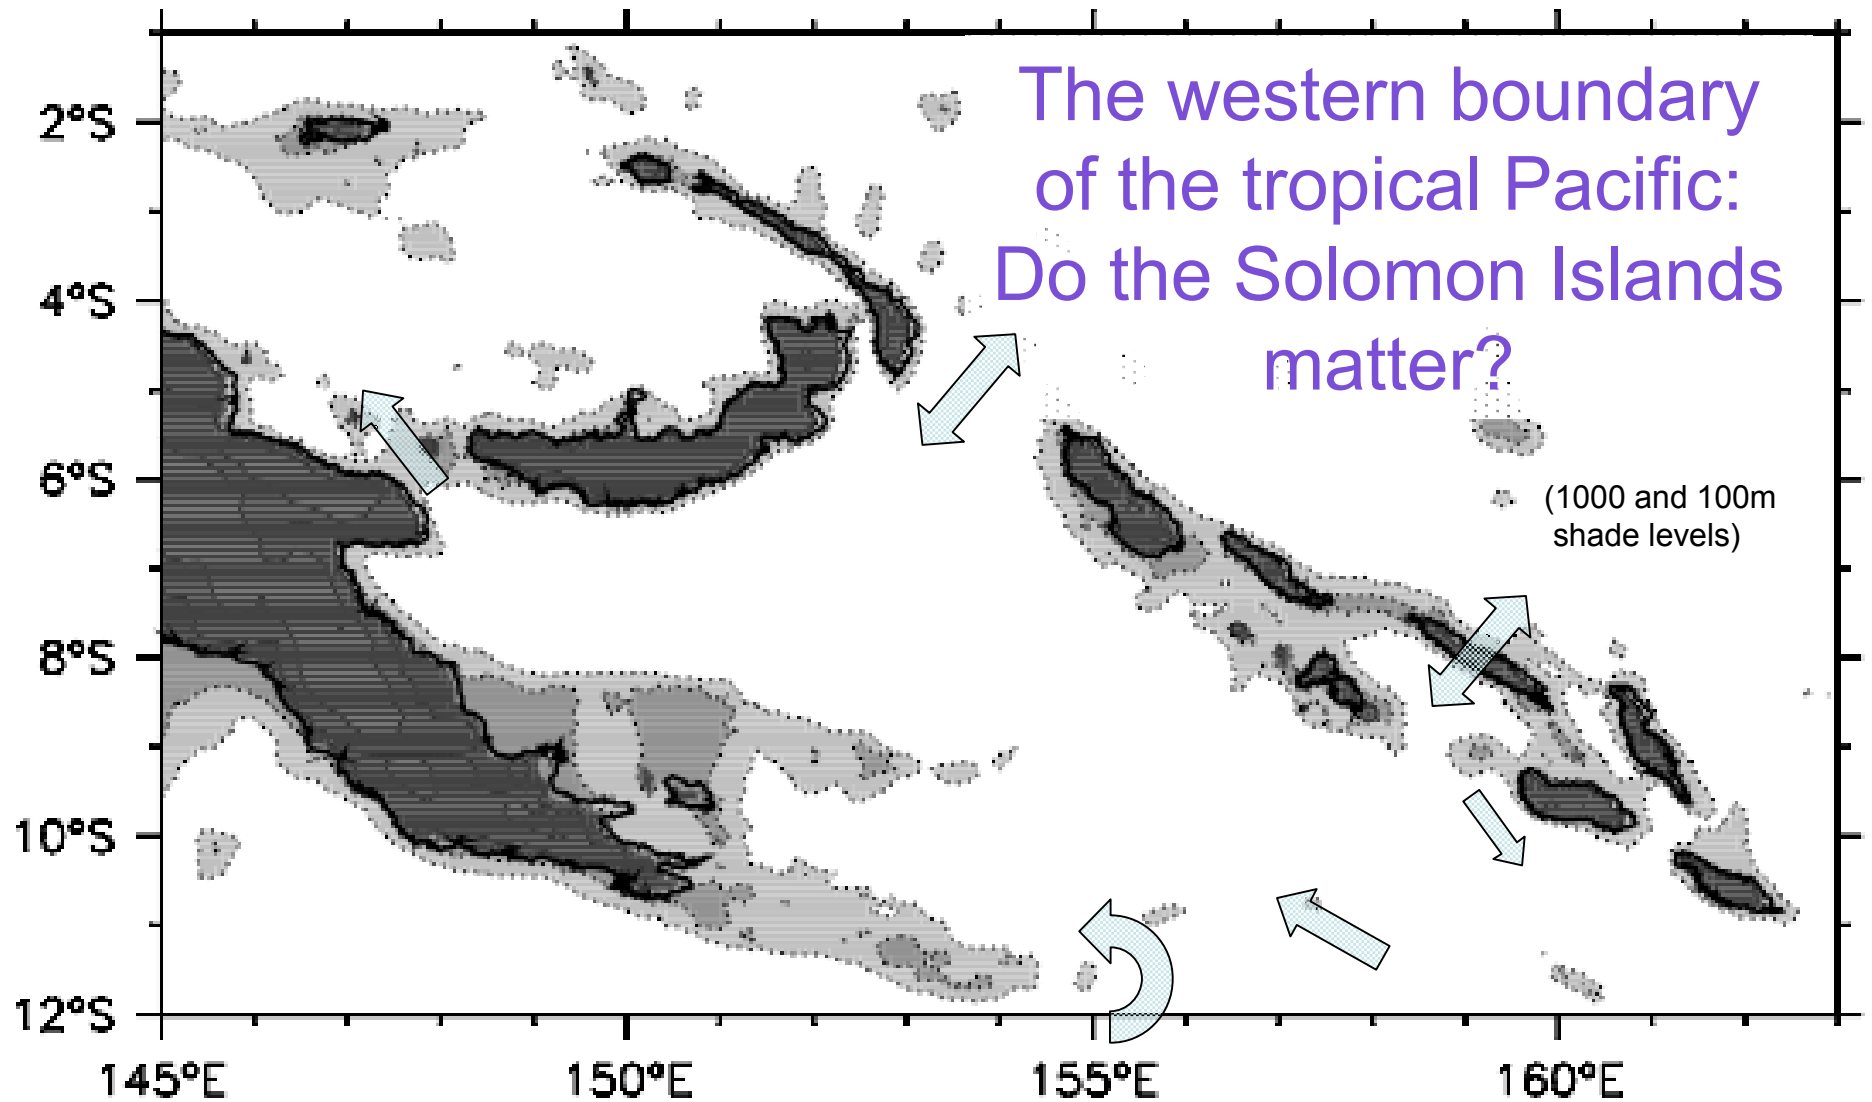 The western boundary
of the tropical Pacific:
Do the Solomon Islands
matter?
(1000 and 100m
shade levels)
2°S
4°S
6°S
8°S
10°S
12°S
145°E
150°E
155°E
160°E